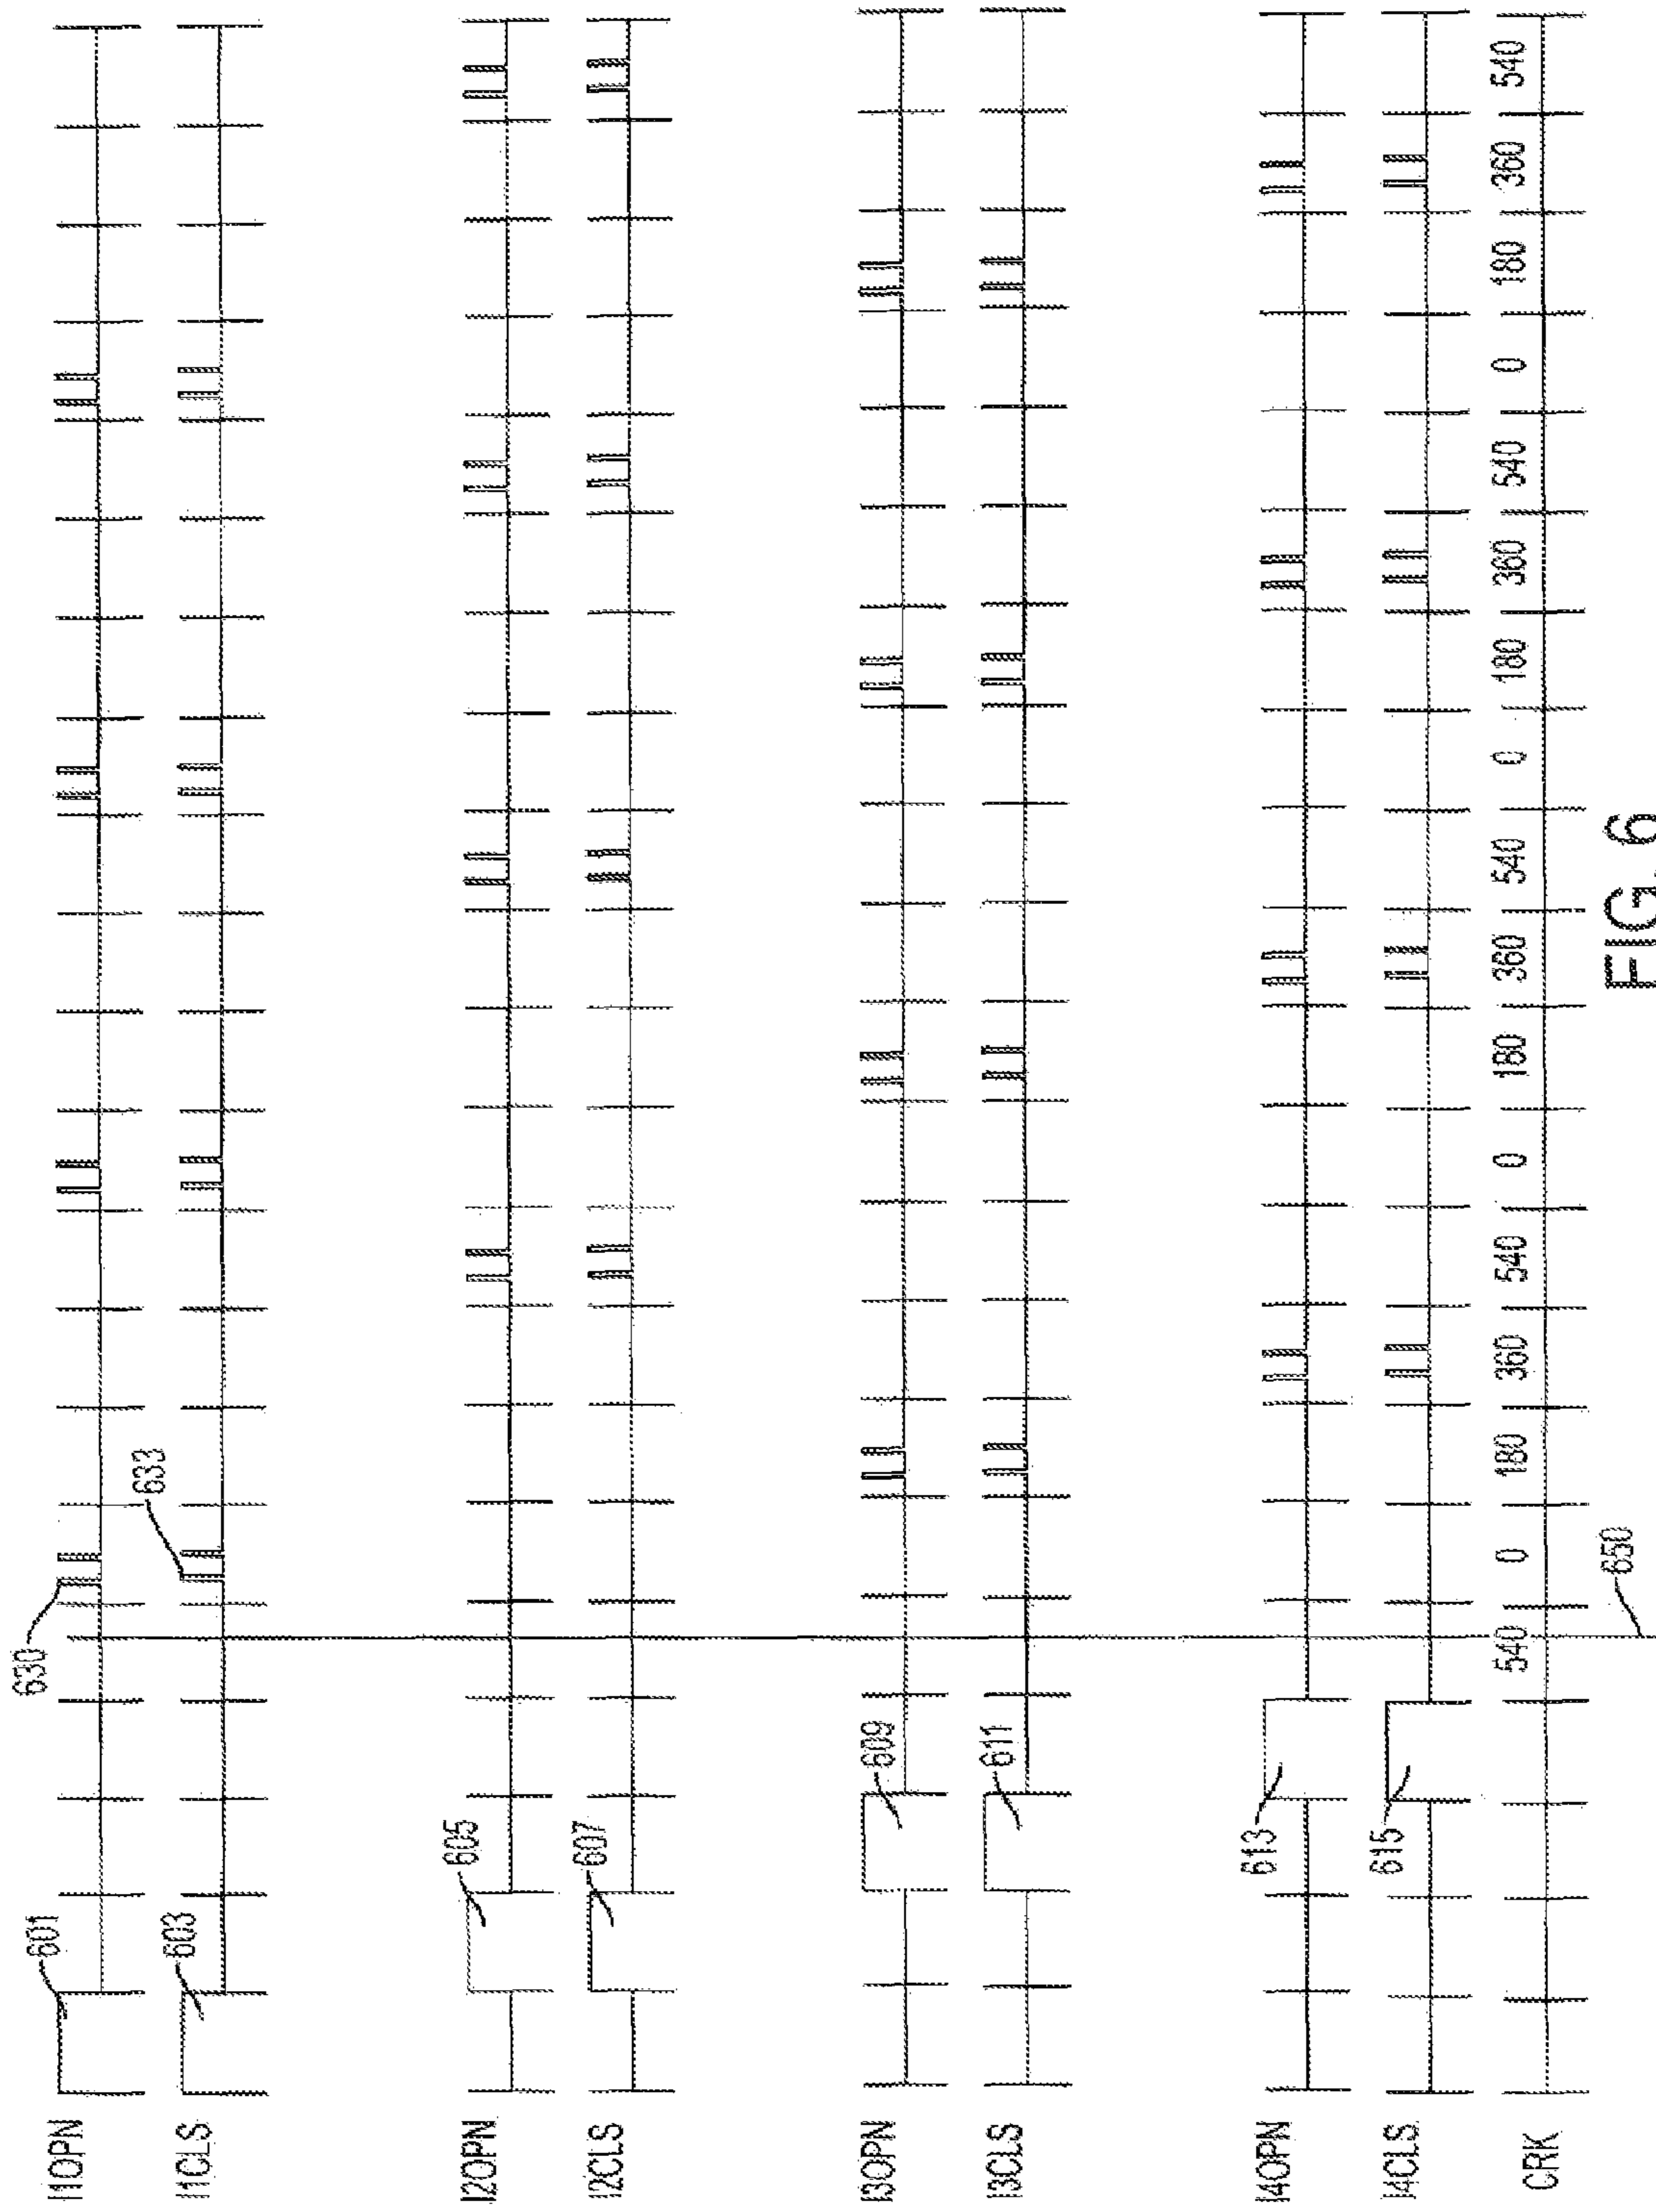 630
601
I1OPN
633
603
I1CLS
605
I2OPN
607
I2CLS
609
I3OPN
611
I3CLS
613
I4OPN
615
I4CLS
540 0 180 360 540 0 180 360 540 0 180 360 540 0 180 360 540
CRK
650
FIG. 6